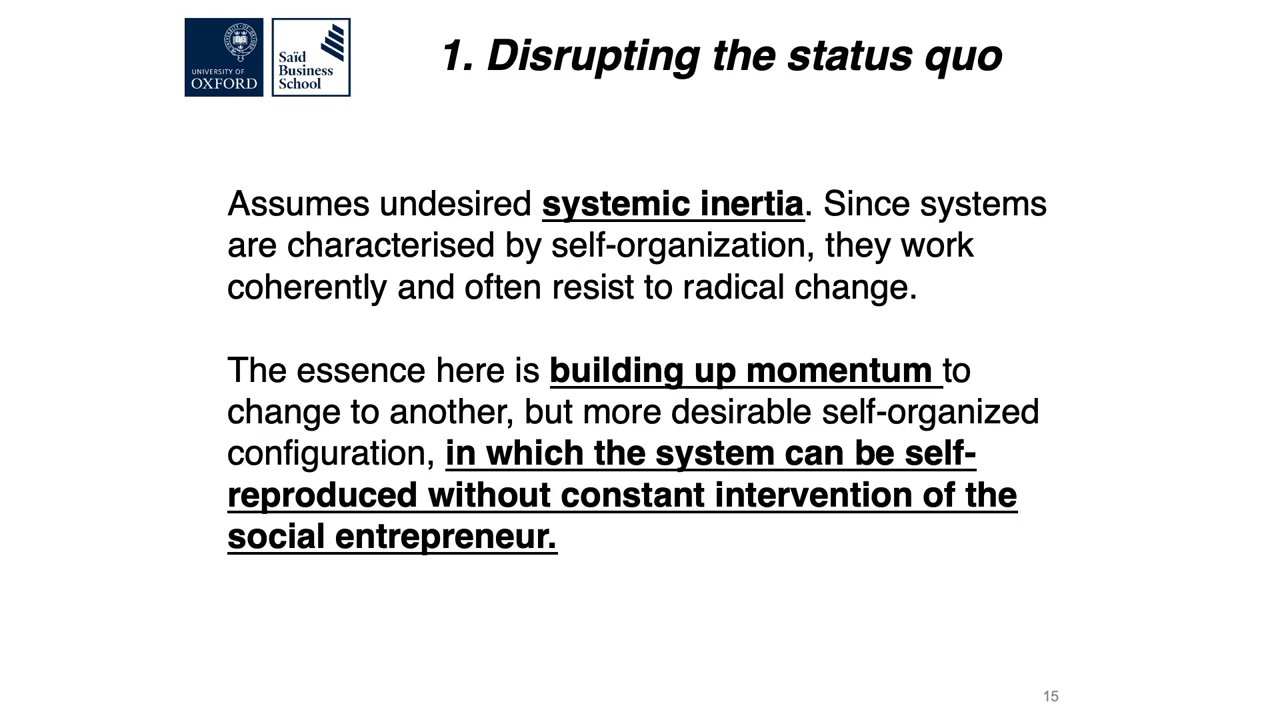 UNIVERSITY OF
OXFORD
Saïd
Business
School
1. Disrupting the status quo
Assumes undesired systemic inertia. Since systems
are characterised by self-organization, they work
coherently and often resist to radical change.
The essence here is building up momentum to
change to another, but more desirable self-organized
configuration, in which the system can be self-
reproduced without constant intervention of the
social entrepreneur.
15